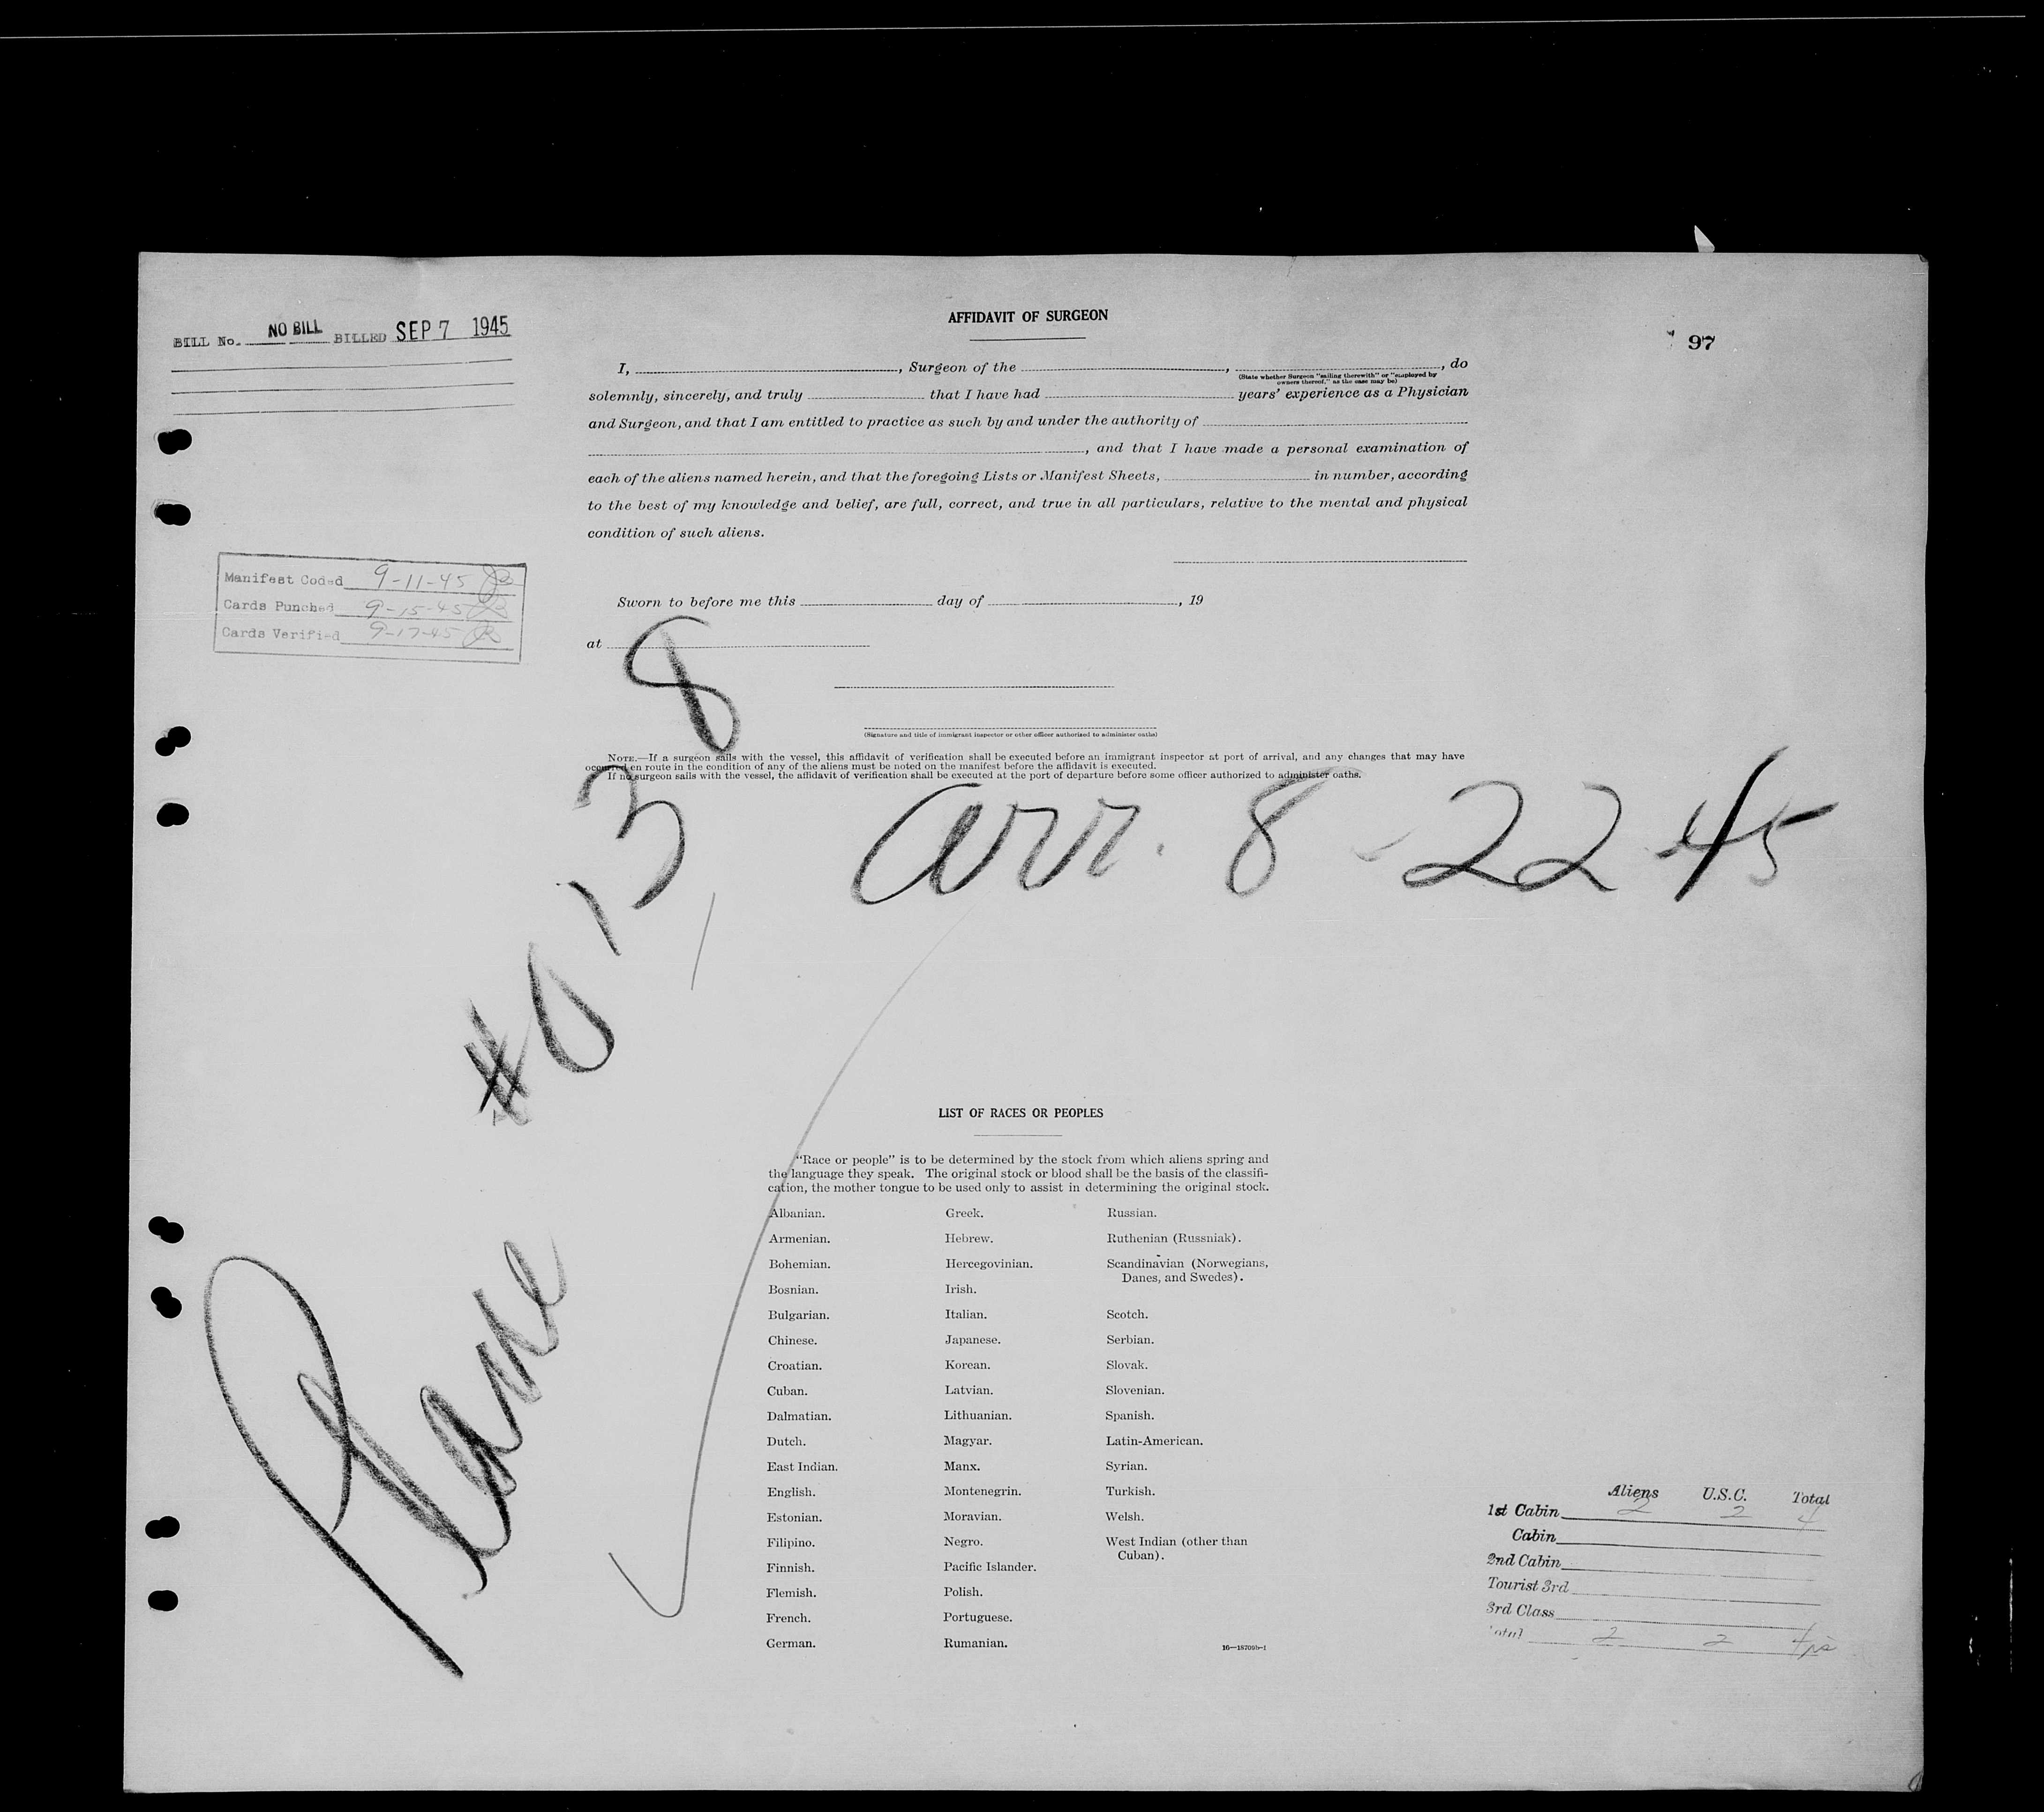 BILL No. NO BILL BILLED SEP 7 1945
AFFIDAVIT OF SURGEON
97
I, , Surgeon of the , , do
(State whether Surgeon "sailing therewith" or "employed by
owners thereof," as the case may be)
solemnly, sincerely, and truly that I have had years' experience as a Physician
and Surgeon, and that I am entitled to practice as such by and under the authority of
, and that I have made a personal examination of
each of the aliens named herein, and that the foregoing Lists or Manifest Sheets, in number, according
to the best of my knowledge and belief, are full, correct, and true in all particulars, relative to the mental and physical
condition of such aliens.
Manifest Coded 9-11-45
Cards Punched 9-15-45
Cards Verified 9-17-45
Sworn to before me this day of , 19
at
(Signature and title of immigrant inspector or other officer authorized to administer oaths)
NOTE.—If a surgeon sails with the vessel, this affidavit of verification shall be executed before an immigrant inspector at port of arrival, and any changes that may have
occurred en route in the condition of any of the aliens must be noted on the manifest before the affidavit is executed.
If no surgeon sails with the vessel, the affidavit of verification shall be executed at the port of departure before some officer authorized to administer oaths.
Plane #0138
arr. 8-22-45
LIST OF RACES OR PEOPLES
"Race or people" is to be determined by the stock from which aliens spring and
the language they speak. The original stock or blood shall be the basis of the classifi-
cation, the mother tongue to be used only to assist in determining the original stock.
Albanian. Greek. Russian.
Armenian. Hebrew. Ruthenian (Russniak).
Bohemian. Hercegovinian. Scandinavian (Norwegians,
Danes, and Swedes).
Bosnian. Irish.
Bulgarian. Italian. Scotch.
Chinese. Japanese. Serbian.
Croatian. Korean. Slovak.
Cuban. Latvian. Slovenian.
Dalmatian. Lithuanian. Spanish.
Dutch. Magyar. Latin-American.
East Indian. Manx. Syrian.
English. Montenegrin. Turkish.
Estonian. Moravian. Welsh.
Filipino. Negro. West Indian (other than
Cuban).
Finnish. Pacific Islander.
Flemish. Polish.
French. Portuguese.
German. Rumanian.
16—18709b-1
Aliens U.S.C. Total
1st Cabin 2 2 4
Cabin
2nd Cabin
Tourist 3rd
3rd Class
Total 2 2 4